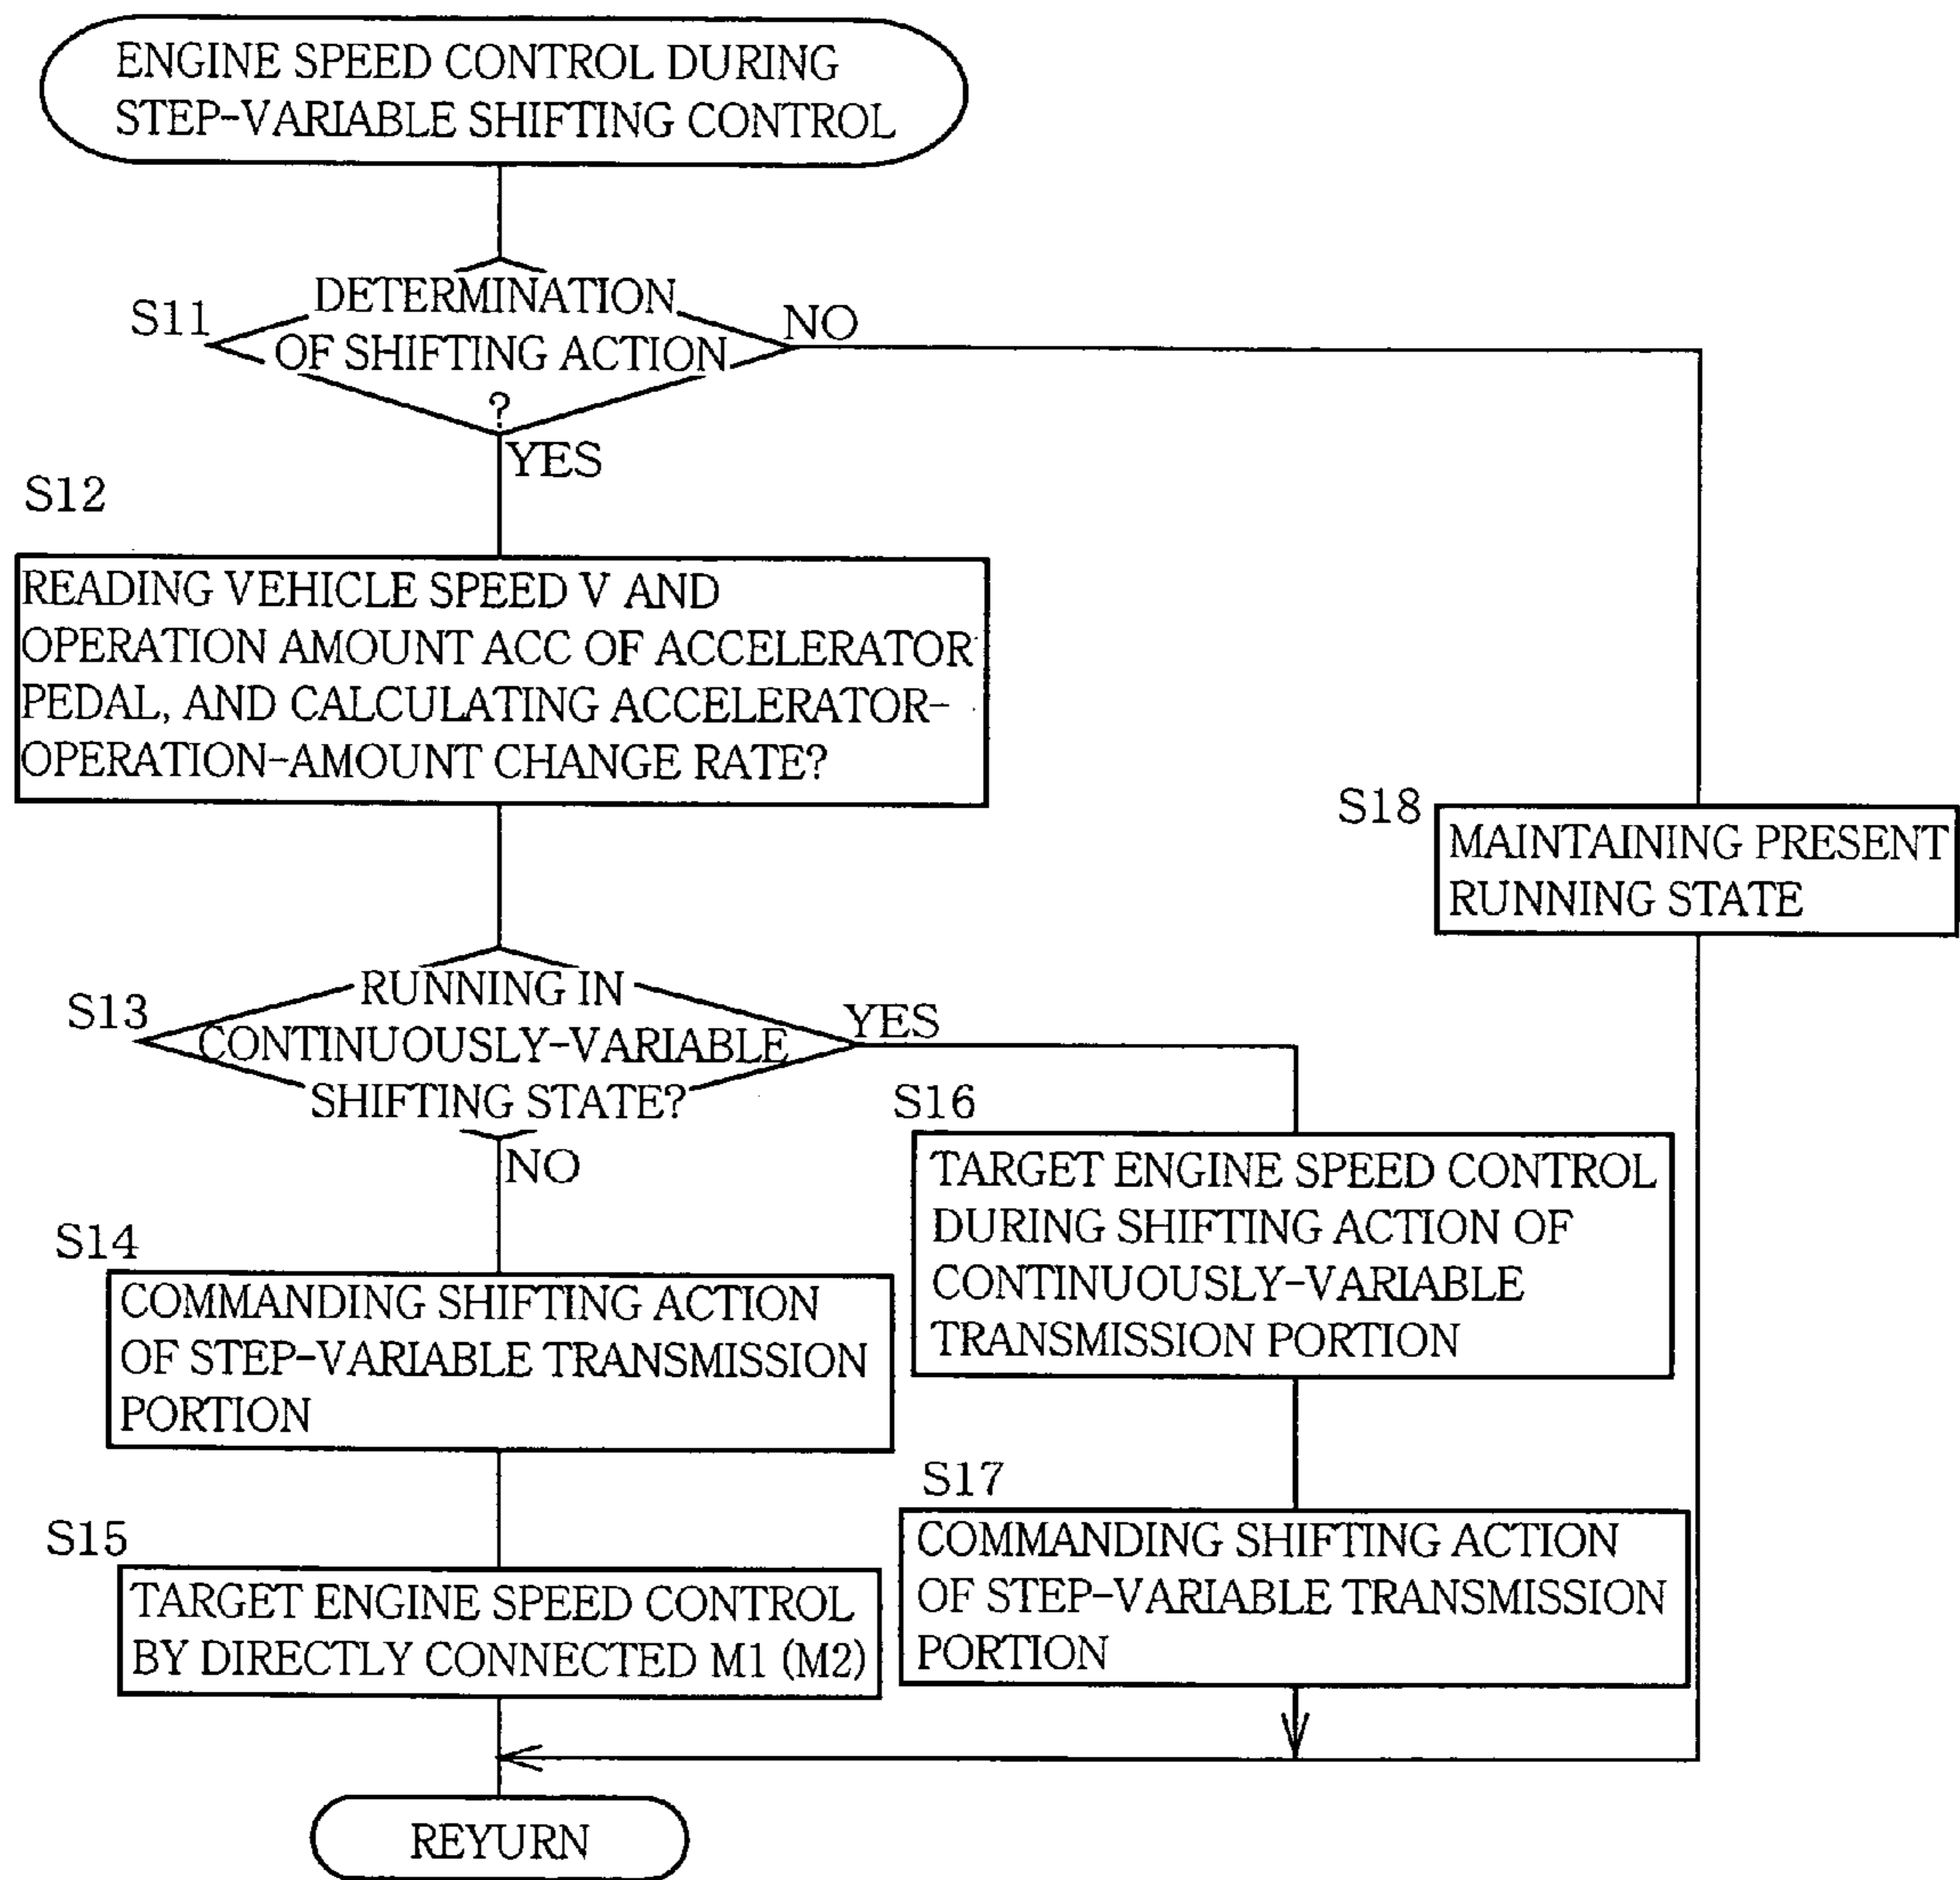 ENGINE SPEED CONTROL DURING
STEP-VARIABLE SHIFTING CONTROL
S11
DETERMINATION
OF SHIFTING ACTION
?
NO
YES
S12
READING VEHICLE SPEED V AND
OPERATION AMOUNT ACC OF ACCELERATOR
PEDAL, AND CALCULATING ACCELERATOR-
OPERATION-AMOUNT CHANGE RATE?
S18
MAINTAINING PRESENT
RUNNING STATE
S13
RUNNING IN
CONTINUOUSLY-VARIABLE
SHIFTING STATE?
YES
NO
S14
COMMANDING SHIFTING ACTION
OF STEP-VARIABLE TRANSMISSION
PORTION
S15
TARGET ENGINE SPEED CONTROL
BY DIRECTLY CONNECTED M1 (M2)
S16
TARGET ENGINE SPEED CONTROL
DURING SHIFTING ACTION OF
CONTINUOUSLY-VARIABLE
TRANSMISSION PORTION
S17
COMMANDING SHIFTING ACTION
OF STEP-VARIABLE TRANSMISSION
PORTION
REYURN